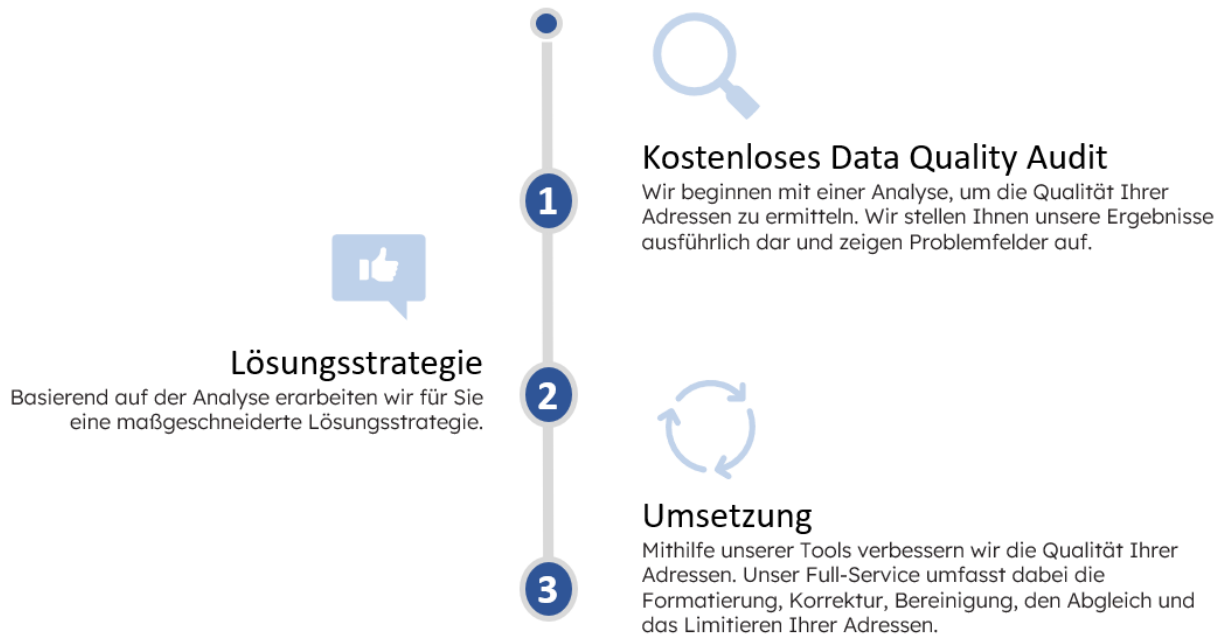 Kostenloses Data Quality Audit
Wir beginnen mit einer Analyse, um die Qualität Ihrer
Adressen zu ermitteln. Wir stellen Ihnen unsere Ergebnisse
ausführlich dar und zeigen Problemfelder auf.
1
Lösungsstrategie
Basierend auf der Analyse erarbeiten wir für Sie
eine maßgeschneiderte Lösungsstrategie.
2
Umsetzung
Mithilfe unserer Tools verbessern wir die Qualität Ihrer
Adressen. Unser Full-Service umfasst dabei die
Formatierung, Korrektur, Bereinigung, den Abgleich und
das Limitieren Ihrer Adressen.
3